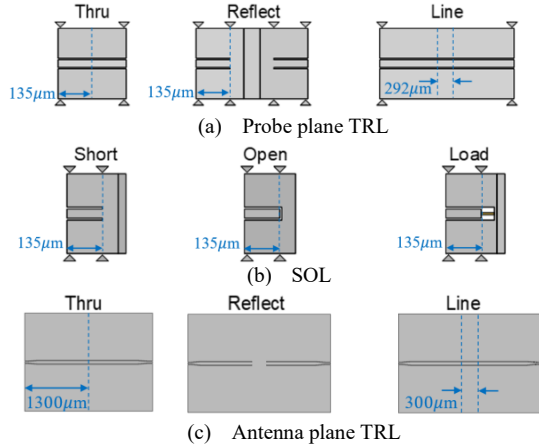 Thru Reflect Line
135μm 135μm 292μm
(a) Probe plane TRL
Short Open Load
135μm 135μm 135μm
(b) SOL
Thru Reflect Line
1300μm 300μm
(c) Antenna plane TRL